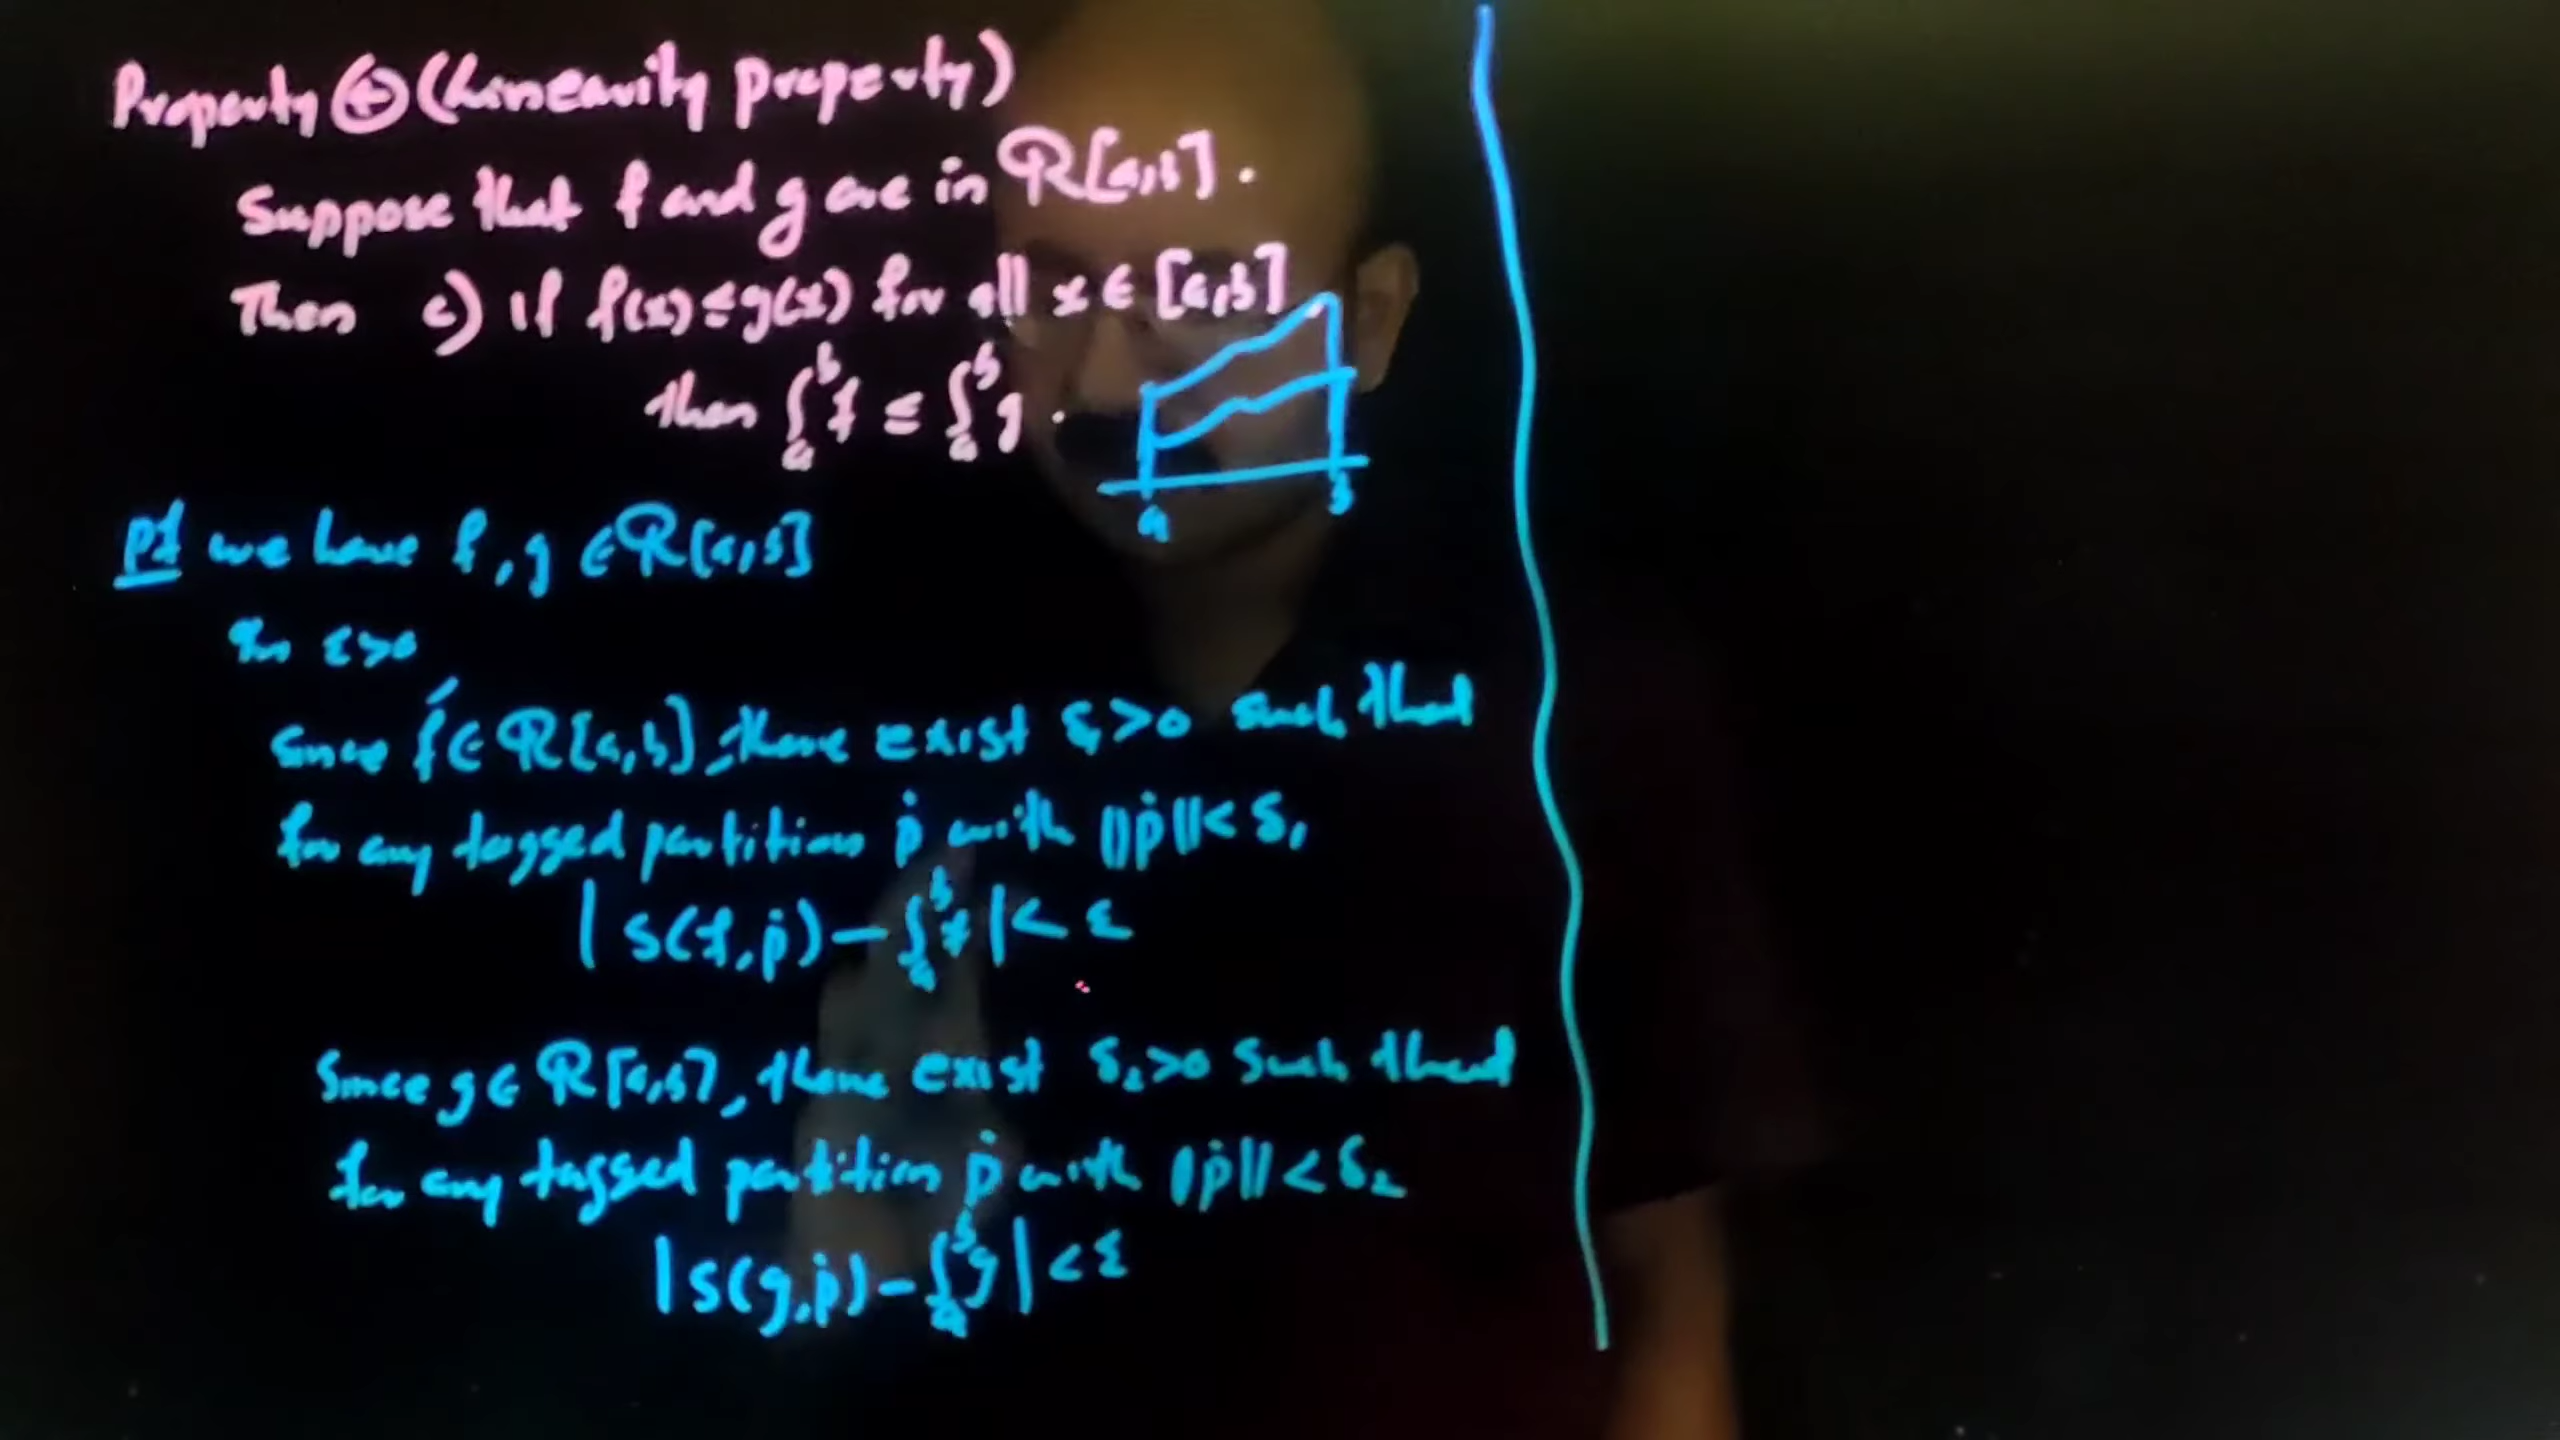 Property ④ (Linearity property)
Suppose that f and g are in R[a,b].
Then c) If f(x) ≤ g(x) for all x ∈ [a,b]
then ∫_a^b f ≤ ∫_a^b g.
a b
Pf we have f, g ∈ R[a,b]
for ε>0
Since f ∈ R[a,b], there exist δ₁>0 such that
for any tagged partition ṗ with ||ṗ|| < δ₁
|S(f,ṗ) − ∫_a^b f| < ε
Since g ∈ R[a,b], there exist δ₂>0 such that
for any tagged partition ṗ with ||ṗ|| < δ₂
|S(g,ṗ) − ∫_a^b g| < ε